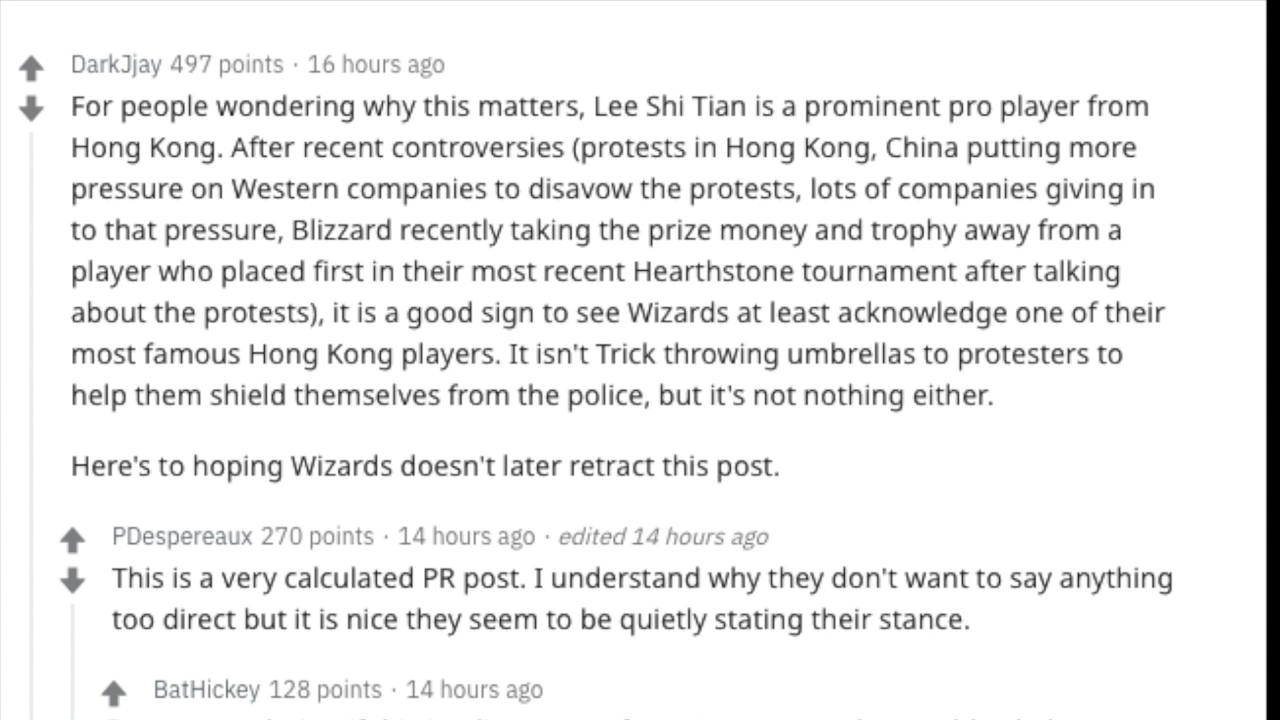 DarkJjay 497 points · 16 hours ago
For people wondering why this matters, Lee Shi Tian is a prominent pro player from
Hong Kong. After recent controversies (protests in Hong Kong, China putting more
pressure on Western companies to disavow the protests, lots of companies giving in
to that pressure, Blizzard recently taking the prize money and trophy away from a
player who placed first in their most recent Hearthstone tournament after talking
about the protests), it is a good sign to see Wizards at least acknowledge one of their
most famous Hong Kong players. It isn't Trick throwing umbrellas to protesters to
help them shield themselves from the police, but it's not nothing either.
Here's to hoping Wizards doesn't later retract this post.
PDespereaux 270 points · 14 hours ago · edited 14 hours ago
This is a very calculated PR post. I understand why they don't want to say anything
too direct but it is nice they seem to be quietly stating their stance.
BatHickey 128 points · 14 hours ago